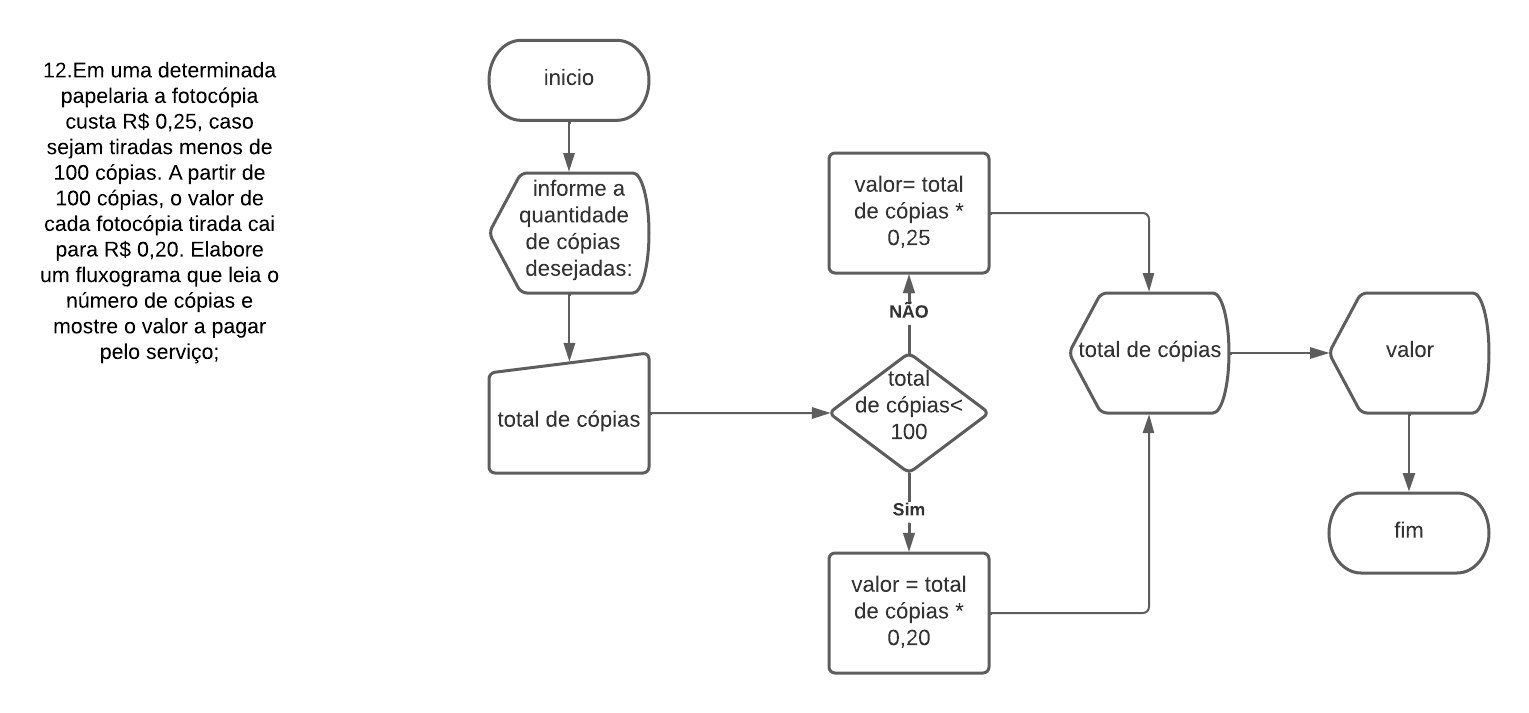 12.Em uma determinada
papelaria a fotocópia
custa R$ 0,25, caso
sejam tiradas menos de
100 cópias. A partir de
100 cópias, o valor de
cada fotocópia tirada cai
para R$ 0,20. Elabore
um fluxograma que leia o
número de cópias e
mostre o valor a pagar
pelo serviço;
inicio
informe a
quantidade
de cópias
desejadas:
total de cópias
total
de cópias<
100
NÃO
valor= total
de cópias *
0,25
Sim
valor = total
de cópias *
0,20
total de cópias
valor
fim